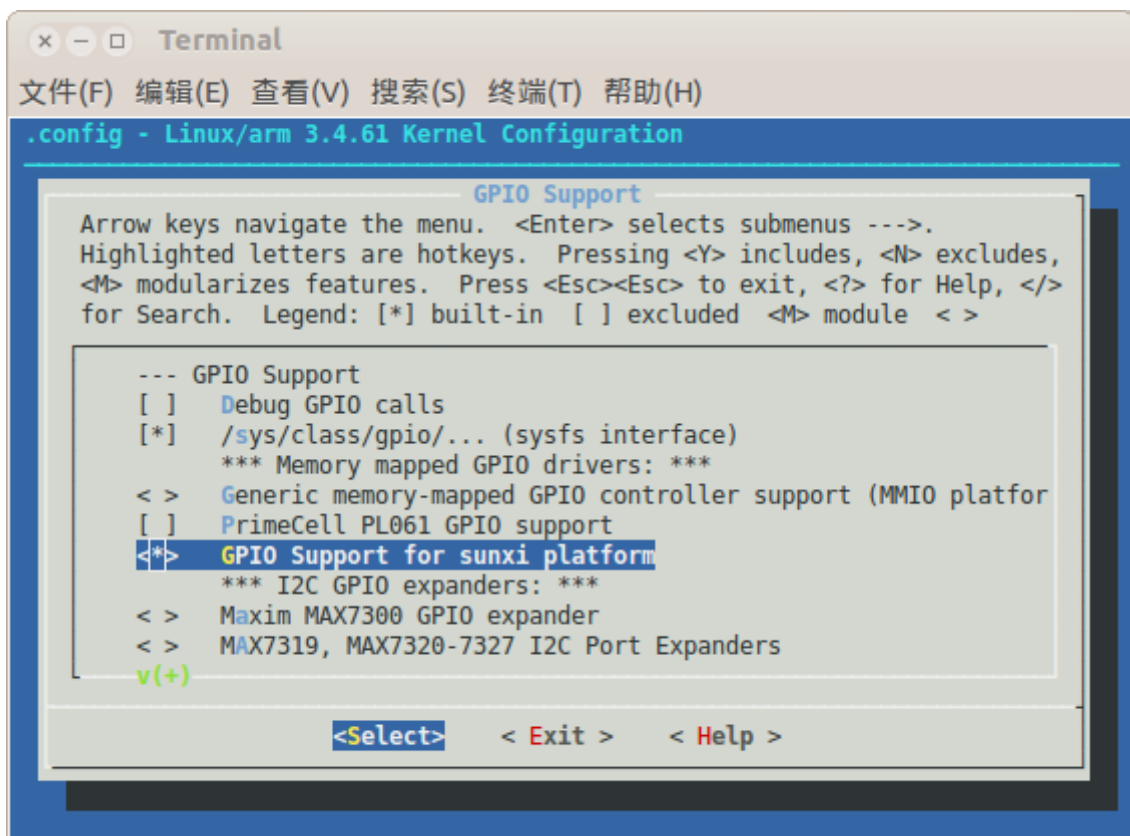 Terminal
文件(F) 编辑(E) 查看(V) 搜索(S) 终端(T) 帮助(H)
.config - Linux/arm 3.4.61 Kernel Configuration
GPIO Support
Arrow keys navigate the menu.  <Enter> selects submenus --->.
Highlighted letters are hotkeys.  Pressing <Y> includes, <N> excludes,
<M> modularizes features.  Press <Esc><Esc> to exit, <?> for Help, </>
for Search.  Legend: [*] built-in  [ ] excluded  <M> module  < >
--- GPIO Support
[ ]   Debug GPIO calls
[*]   /sys/class/gpio/... (sysfs interface)
*** Memory mapped GPIO drivers: ***
< >   Generic memory-mapped GPIO controller support (MMIO platfor
[ ]   PrimeCell PL061 GPIO support
<*>   GPIO Support for sunxi platform
*** I2C GPIO expanders: ***
< >   Maxim MAX7300 GPIO expander
< >   MAX7319, MAX7320-7327 I2C Port Expanders
v(+)
<Select>    < Exit >    < Help >